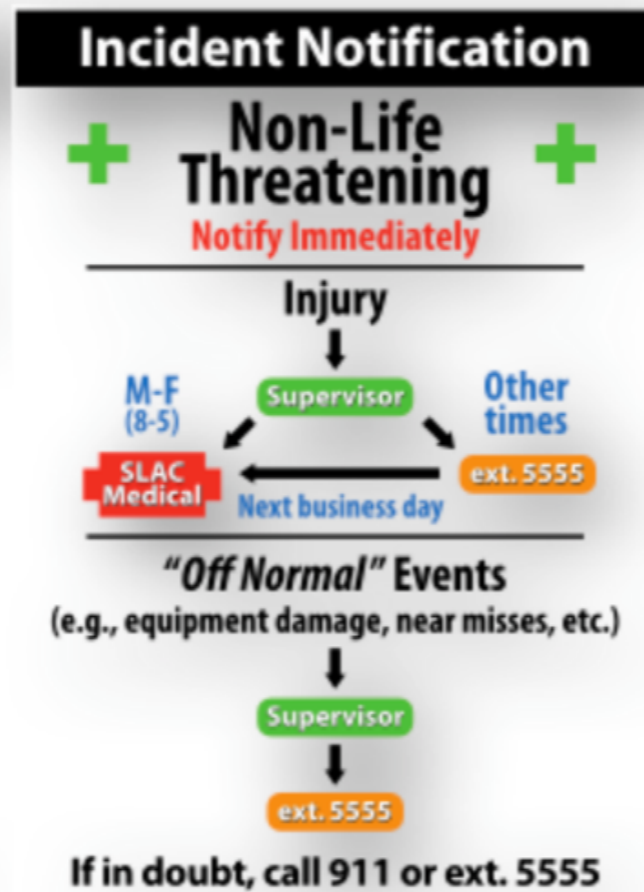 Incident Notification
Non-Life
Threatening
Notify Immediately
Injury
Supervisor
M-F
(8-5)
Other
times
SLAC
Medical
ext. 5555
Next business day
“Off Normal” Events
(e.g., equipment damage, near misses, etc.)
Supervisor
ext. 5555
If in doubt, call 911 or ext. 5555